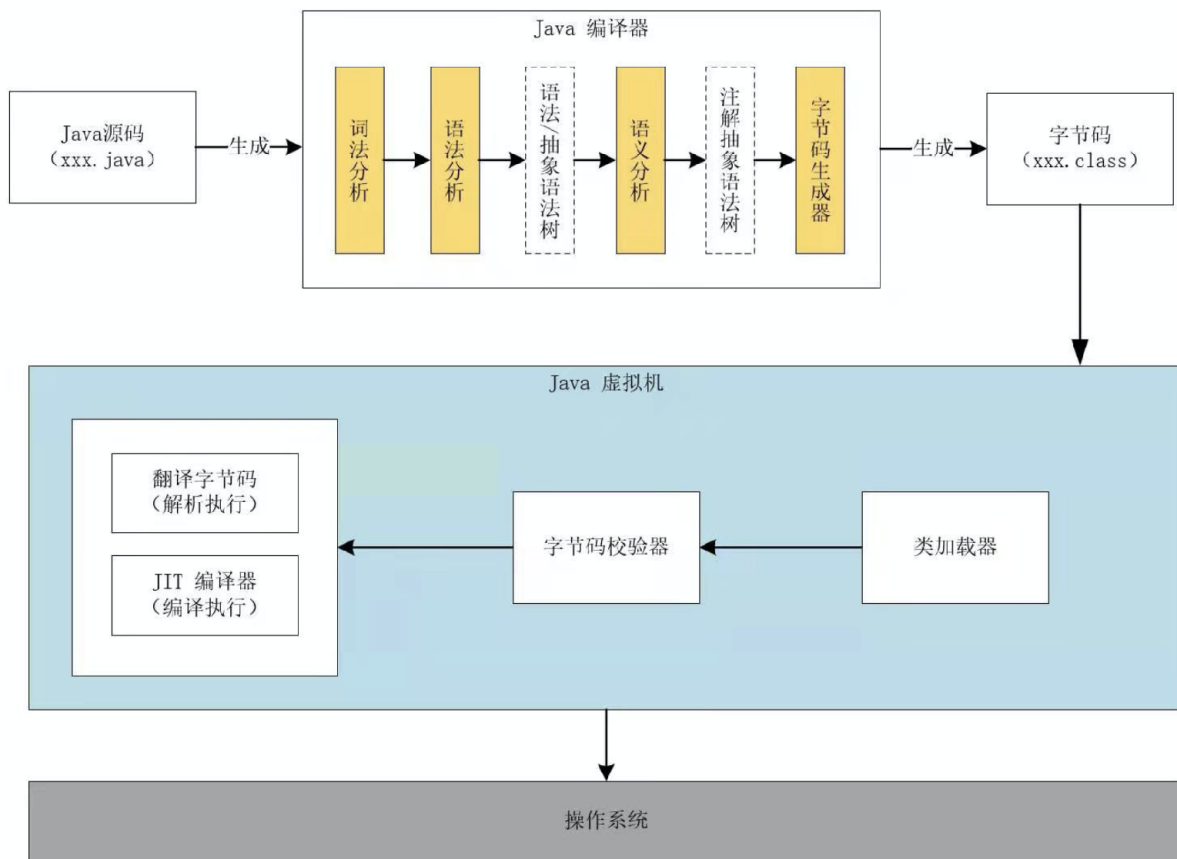 Java 编译器
Java源码
（xxx.java）
生成
词法分析
语法分析
语法/抽象语法树
语义分析
注解抽象语法树
字节码生成器
生成
字节码
（xxx.class）
Java 虚拟机
翻译字节码
（解析执行）
JIT 编译器
（编译执行）
字节码校验器
类加载器
操作系统